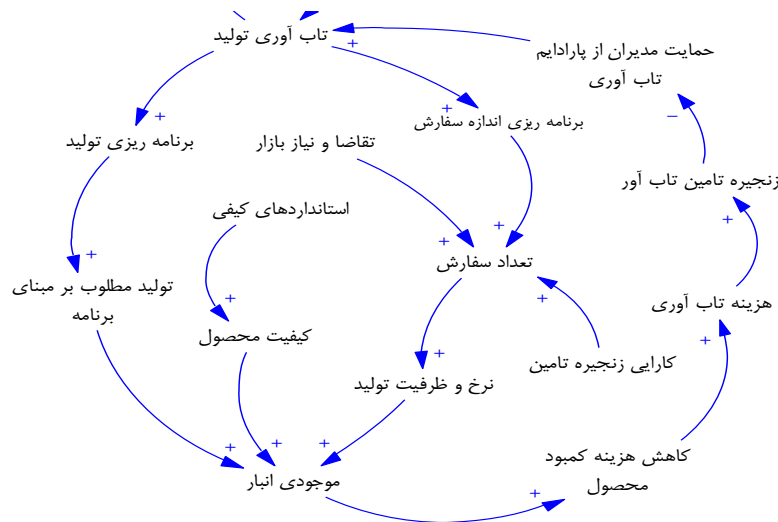 تاب آوری تولید
حمایت مدیران از پارادایم
تاب آوری
+
+
+
+
برنامه ریزی اندازه سفارش
−
برنامه ریزی تولید
تقاضا و نیاز بازار
زنجیره تامین تاب آور
استانداردهای کیفی
+
+
+
+
تعداد سفارش
تولید مطلوب بر مبنای
برنامه
+
+
هزینه تاب آوری
کیفیت محصول
+
+
کارایی زنجیره تامین
نرخ و ظرفیت تولید
+
+
+
کاهش هزینه کمبود
محصول
موجودی انبار
+